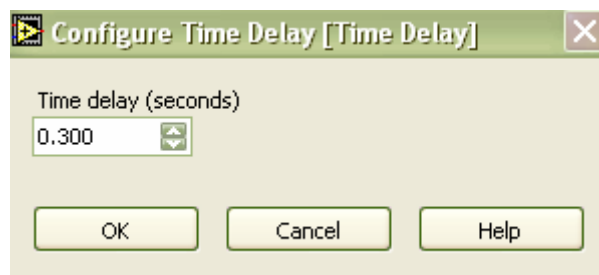 Configure Time Delay [Time Delay]
Time delay (seconds)
0.300
OK Cancel Help